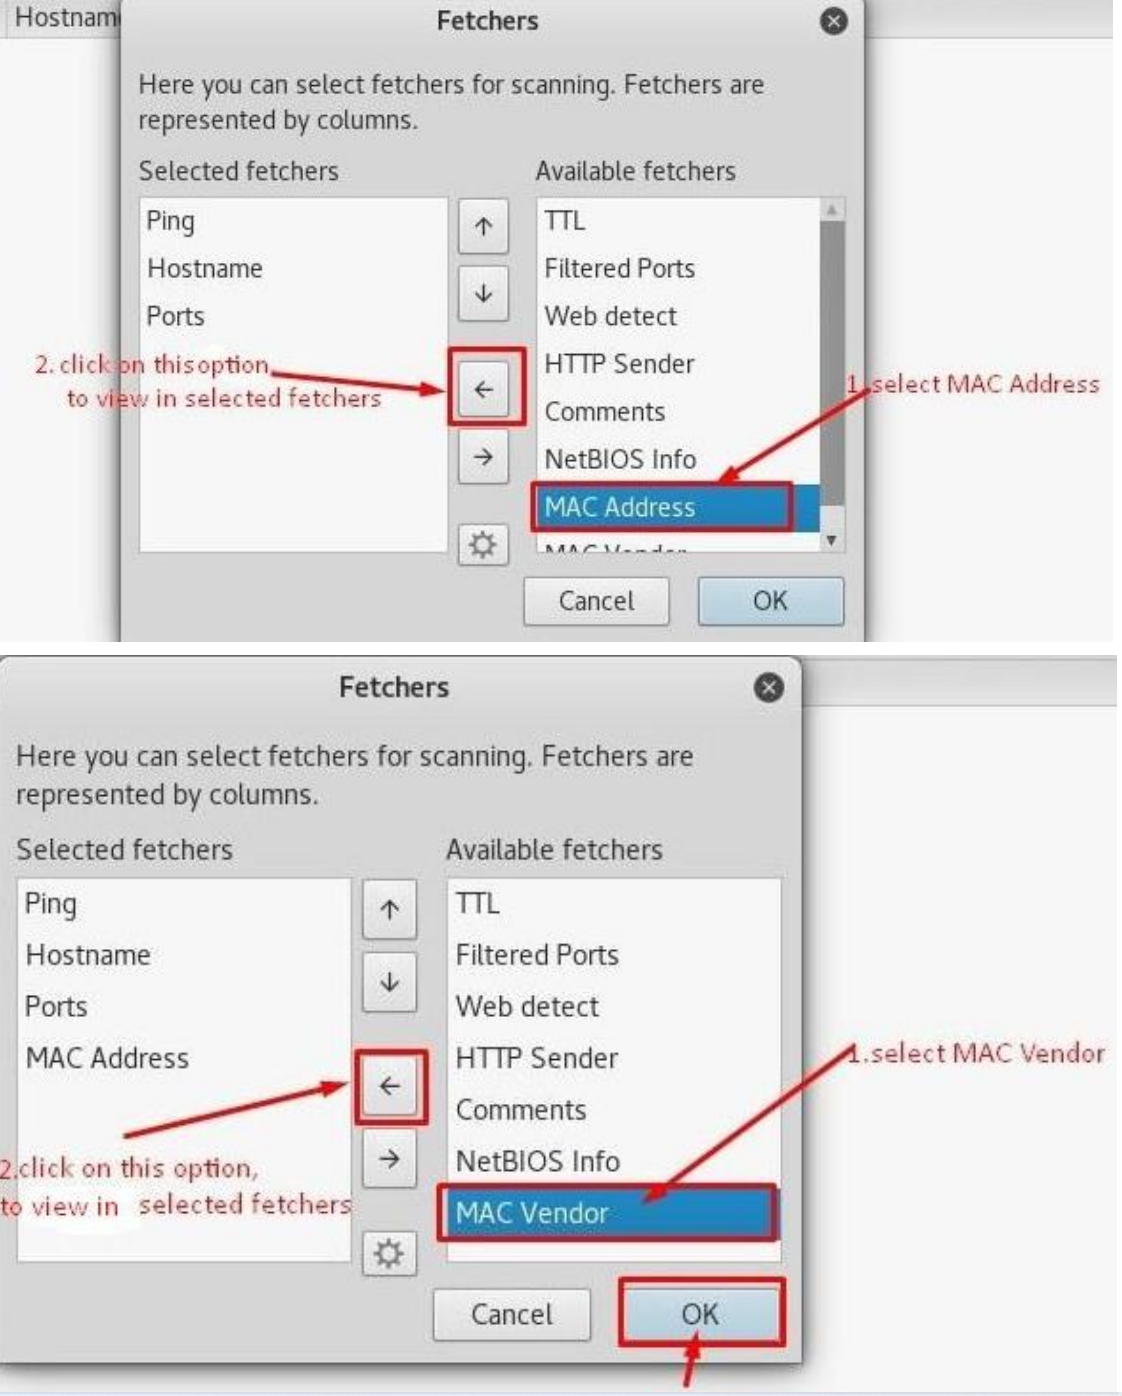 Hostnam
Fetchers
Here you can select fetchers for scanning. Fetchers are
represented by columns.
Selected fetchers
Available fetchers
Ping
Hostname
Ports
TTL
Filtered Ports
Web detect
HTTP Sender
Comments
NetBIOS Info
MAC Address
MAC Vendor
2. click on this option
to view in selected fetchers
1.select MAC Address
Cancel
OK
Fetchers
Here you can select fetchers for scanning. Fetchers are
represented by columns.
Selected fetchers
Available fetchers
Ping
Hostname
Ports
MAC Address
TTL
Filtered Ports
Web detect
HTTP Sender
Comments
NetBIOS Info
MAC Vendor
1.select MAC Vendor
2.click on this option,
to view in selected fetchers
Cancel
OK